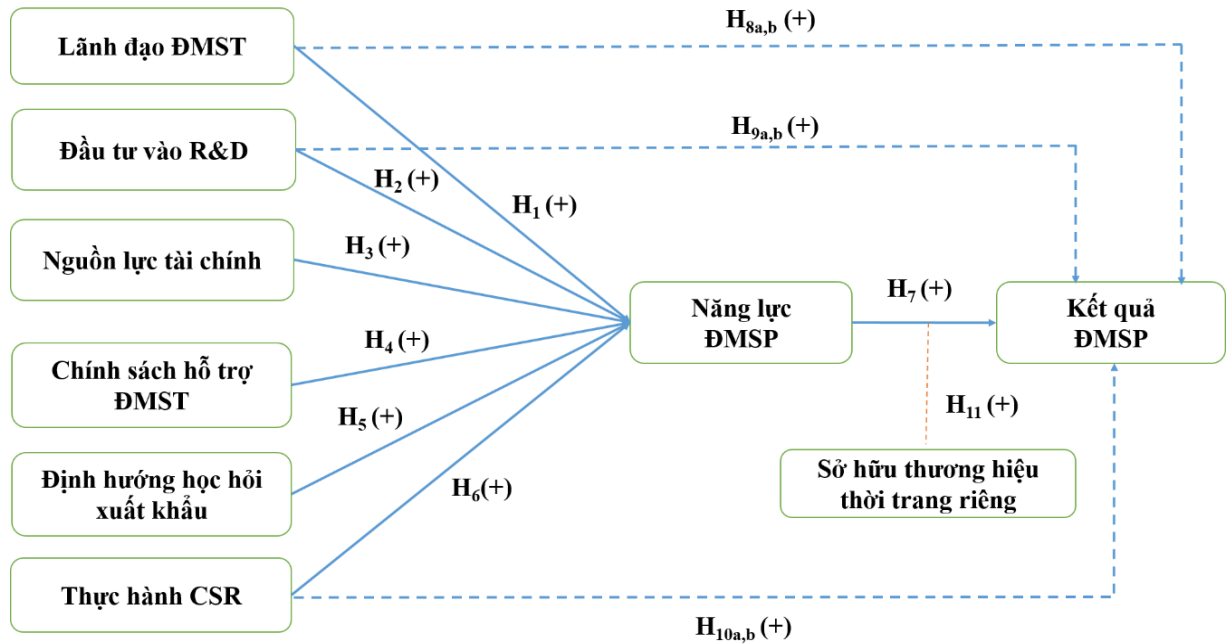 Lãnh đạo ĐMST
H8a,b (+)
Đầu tư vào R&D
H9a,b (+)
H2 (+)
H1 (+)
Nguồn lực tài chính
H3 (+)
Năng lực
ĐMSP
H7 (+)
Kết quả
ĐMSP
Chính sách hỗ trợ
ĐMST
H4 (+)
H5 (+)
H11 (+)
Định hướng học hỏi
xuất khẩu
H6(+)
Sở hữu thương hiệu
thời trang riêng
Thực hành CSR
H10a,b (+)